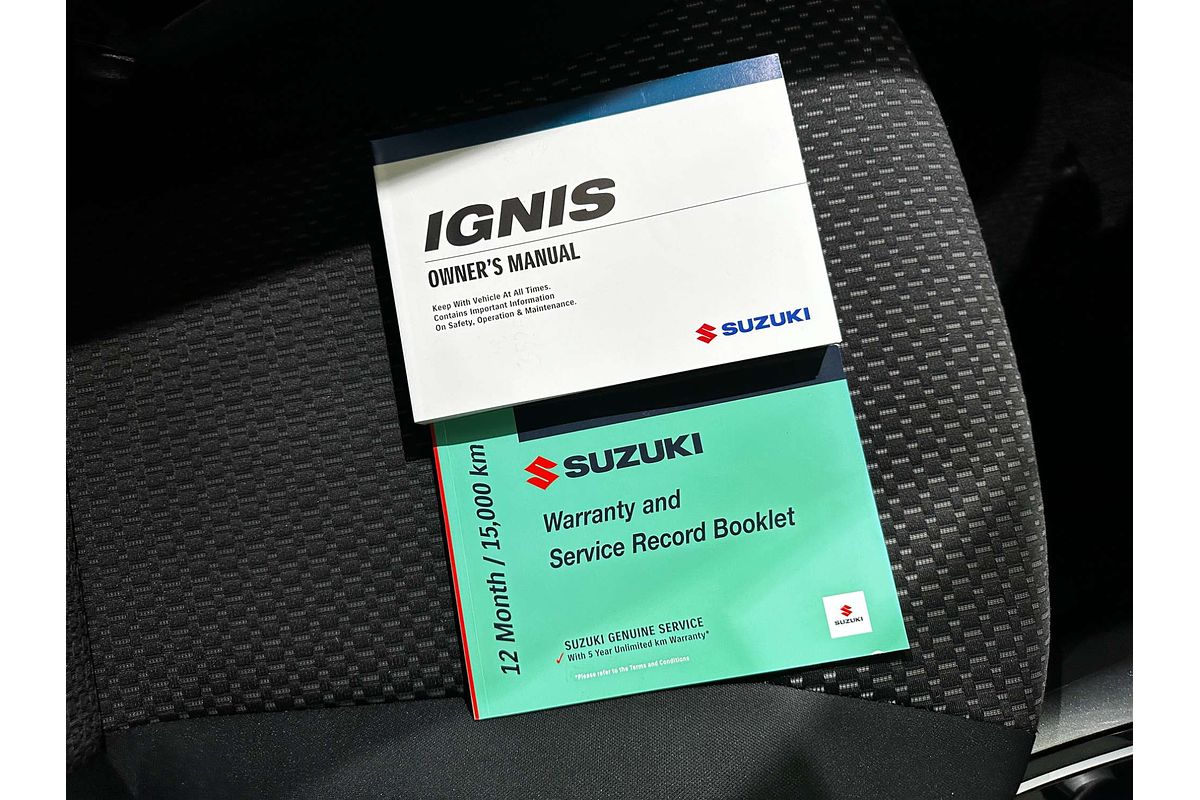 IGNIS
OWNER'S MANUAL
Keep With Vehicle At All Times.
Contains Important Information
On Safety, Operation & Maintenance.
SUZUKI
12 Month / 15,000 km
SUZUKI
Warranty and
Service Record Booklet
SUZUKI GENUINE SERVICE
✓ With 5 Year Unlimited km Warranty*
*Please refer to the Terms and Conditions
SUZUKI